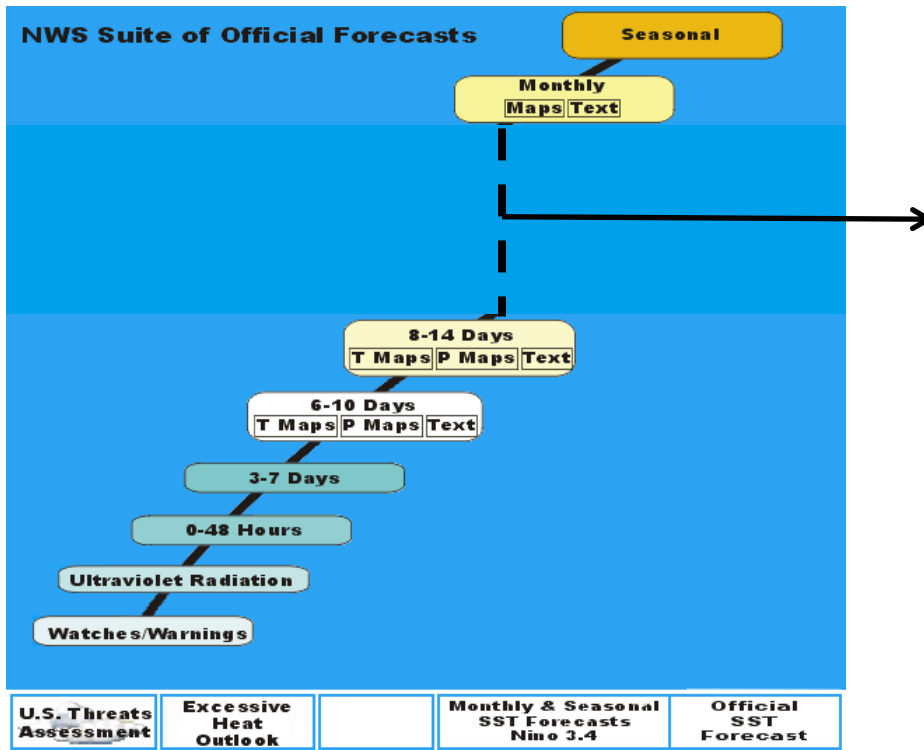 NWS Suite of Official Forecasts
Seasonal
Monthly
Maps Text
8-14 Days
T Maps P Maps Text
6-10 Days
T Maps P Maps Text
3-7 Days
0-48 Hours
Ultraviolet Radiation
Watches/Warnings
U.S. Threats
Assessment
Excessive
Heat
Outlook
Monthly & Seasonal
SST Forecasts
Nino 3.4
Official
SST
Forecast